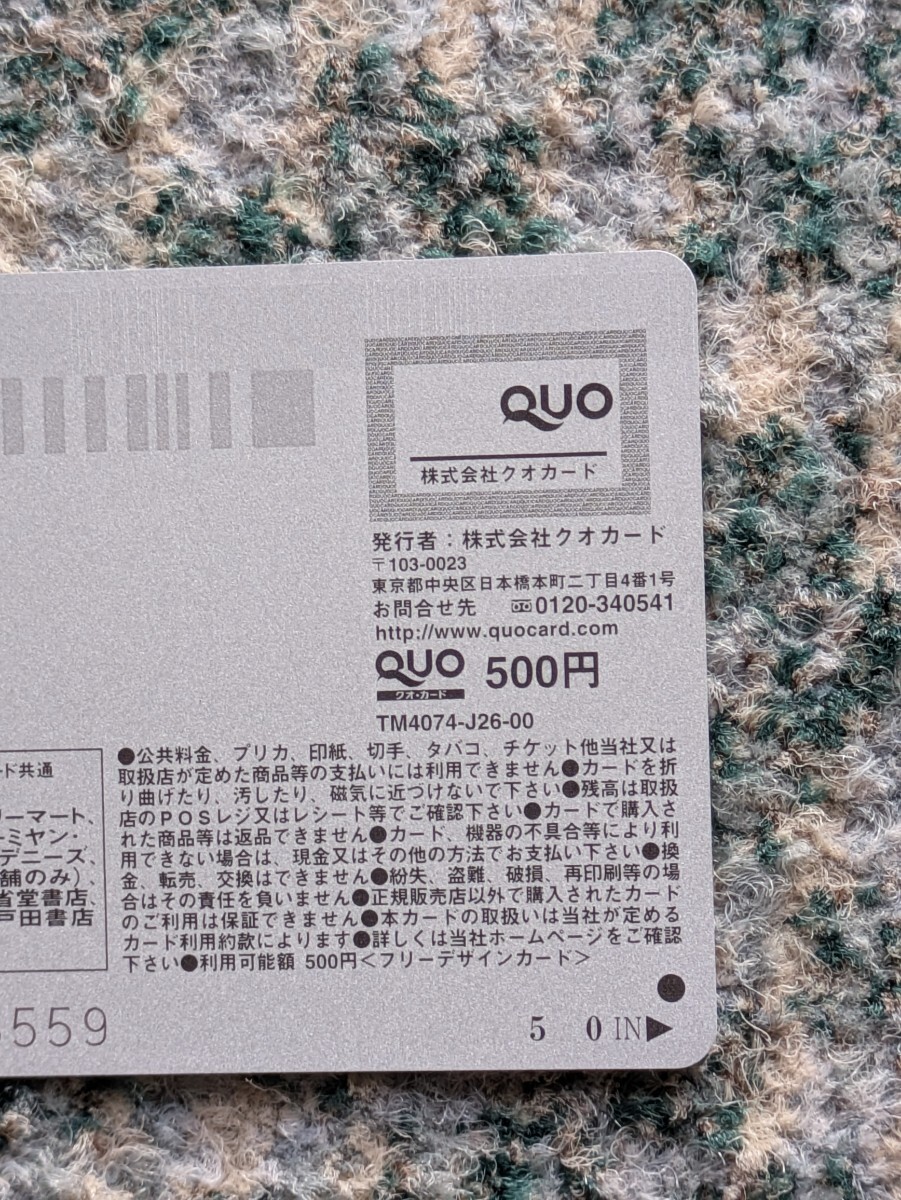 QUO
株式会社クオカード
発行者：株式会社クオカード
〒103-0023
東京都中央区日本橋本町二丁目4番1号
お問合せ先 0120-340541
http://www.quocard.com
QUO 500円
クオ・カード
TM4074-J26-00
●公共料金、プリカ、印紙、切手、タバコ、チケット他当社又は
取扱店が定めた商品等の支払いには利用できません●カードを折
り曲げたり、汚したり、磁気に近づけないで下さい●残高は取扱
店のPOSレジ又はレシート等でご確認下さい●カードで購入さ
れた商品等は返品できません●カード、機器の不具合等により利
用できない場合は、現金又はその他の方法でお支払い下さい●換
金、転売、交換はできません●紛失、盗難、破損、再印刷等の場
合はその責任を負いません●正規販売店以外で購入されたカード
のご利用は保証できません●本カードの取扱いは当社が定める
カード利用約款によります●詳しくは当社ホームページをご確認
下さい●利用可能額 500円＜フリーデザインカード＞
ード共通
リーマート、
ーミヤン・
デニーズ、
舗のみ）、
省堂書店、
戸田書店
559
5 0 IN▶